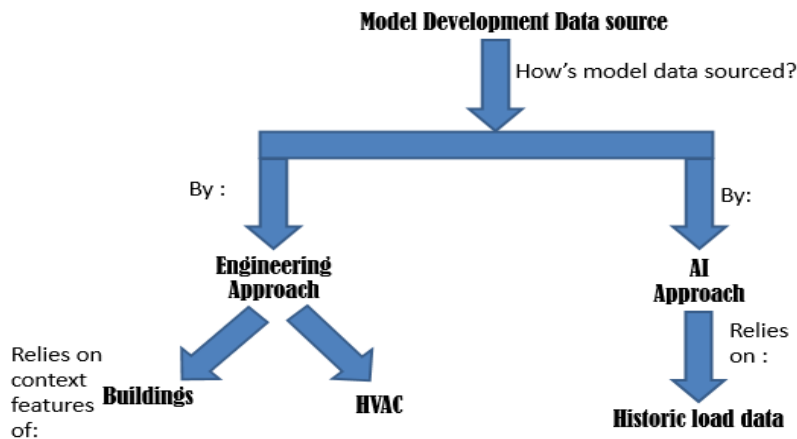 Model Development Data source
How's model data sourced?
By :
By:
Engineering
Approach
AI
Approach
Relies on
context
features
of:
Buildings
HVAC
Relies
on :
Historic load data